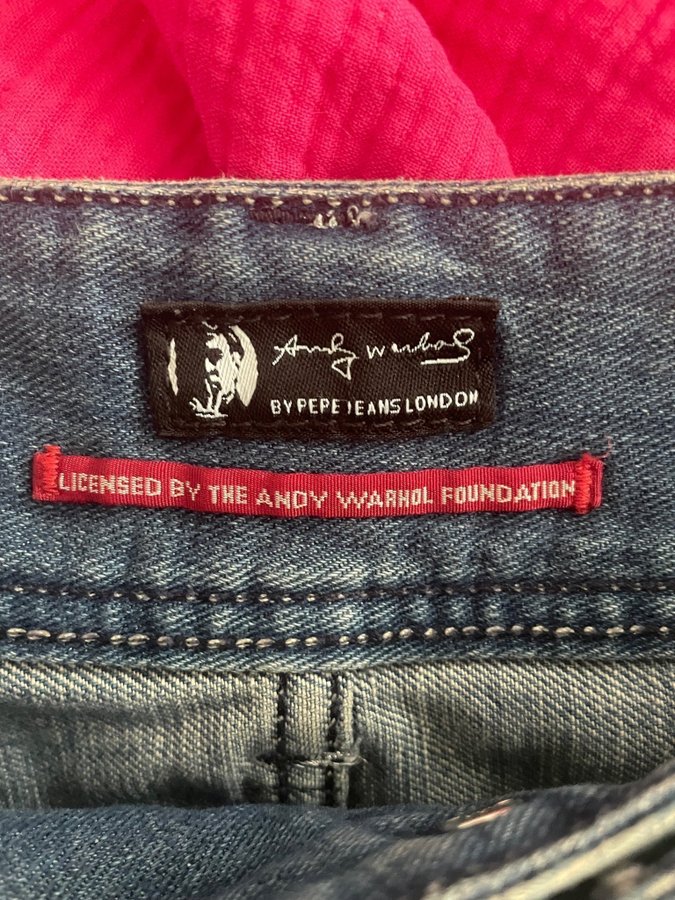 Andy Warhol
BY PEPE JEANS LONDON
LICENSED BY THE ANDY WARHOL FOUNDATION